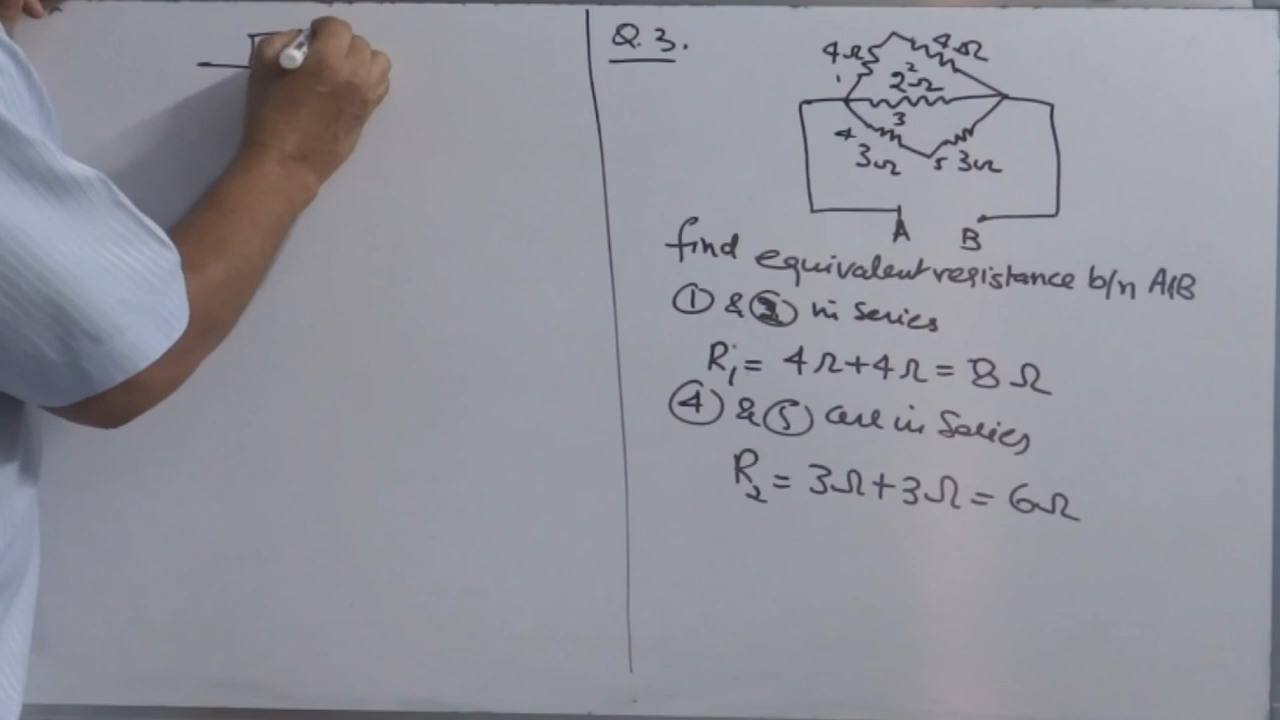 Q.3.
4Ω 4Ω
1 2
2Ω
3
4 5
3Ω 3Ω
A B
find equivalent resistance b/n A&B
① & ② in series
R₁ = 4Ω+4Ω = 8Ω
④ & ⑤ are in Series
R₂ = 3Ω+3Ω = 6Ω